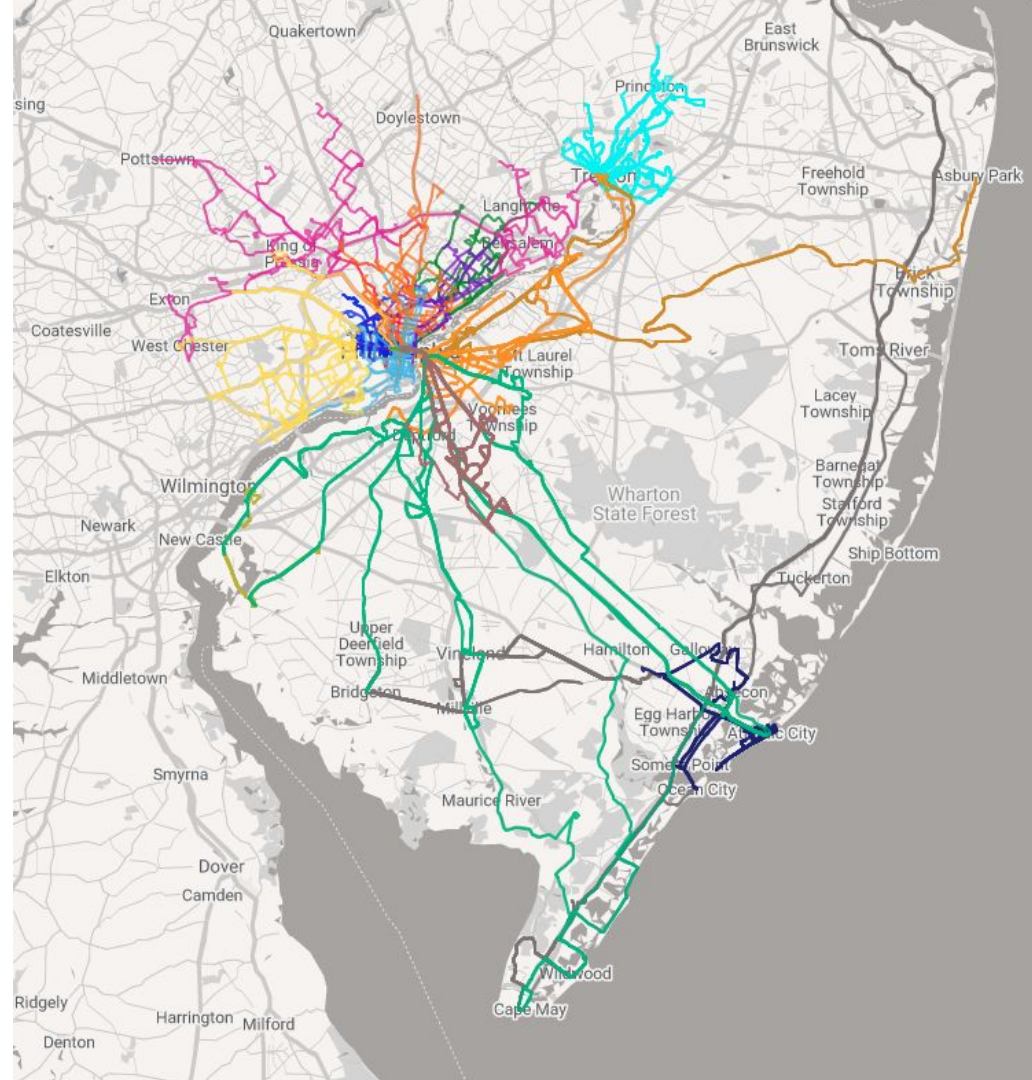 Quakertown
East
Brunswick
sing
Princeton
Doylestown
Pottstown
Trenton
Freehold
Township
Asbury Park
Langhorne
King of
Prussia
Bensalem
Exton
Brick
Township
Coatesville
West Chester
Mt Laurel
Township
Toms River
Lacey
Township
Voorhees
Township
Deptford
Barnegat
Township
Wilmington
Wharton
State Forest
Stafford
Township
Newark
New Castle
Ship Bottom
Elkton
Tuckerton
Upper
Deerfield
Township
Vineland
Hamilton
Galloway
Middletown
Bridgeton
Absecon
Millville
Egg Harbor
Township
Atlantic City
Somers Point
Smyrna
Ocean City
Maurice River
Dover
Camden
Wildwood
Ridgely
Cape May
Harrington
Milford
Denton